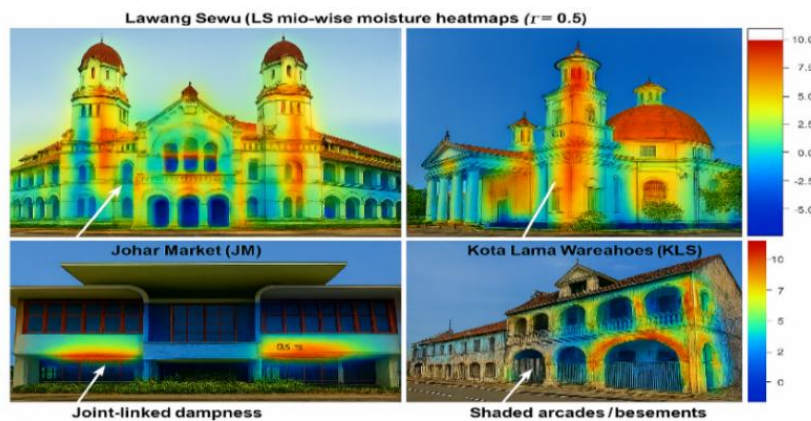 Lawang Sewu (LS mio-wise moisture heatmaps (r = 0.5)
10.0
7.5
5.0
2.5
0.0
-2.5
-5.0
Johar Market (JM)
Kota Lama Wareahoes (KLS)
10
7
5
2
0
Joint-linked dampness
Shaded arcades / besements